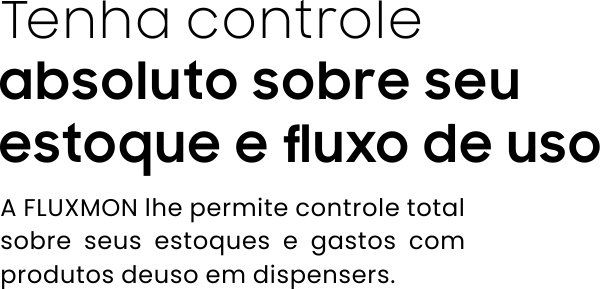 Tenha controle
absoluto sobre seu
estoque e fluxo de uso
A FLUXMON lhe permite controle total
sobre seus estoques e gastos com
produtos deuso em dispensers.